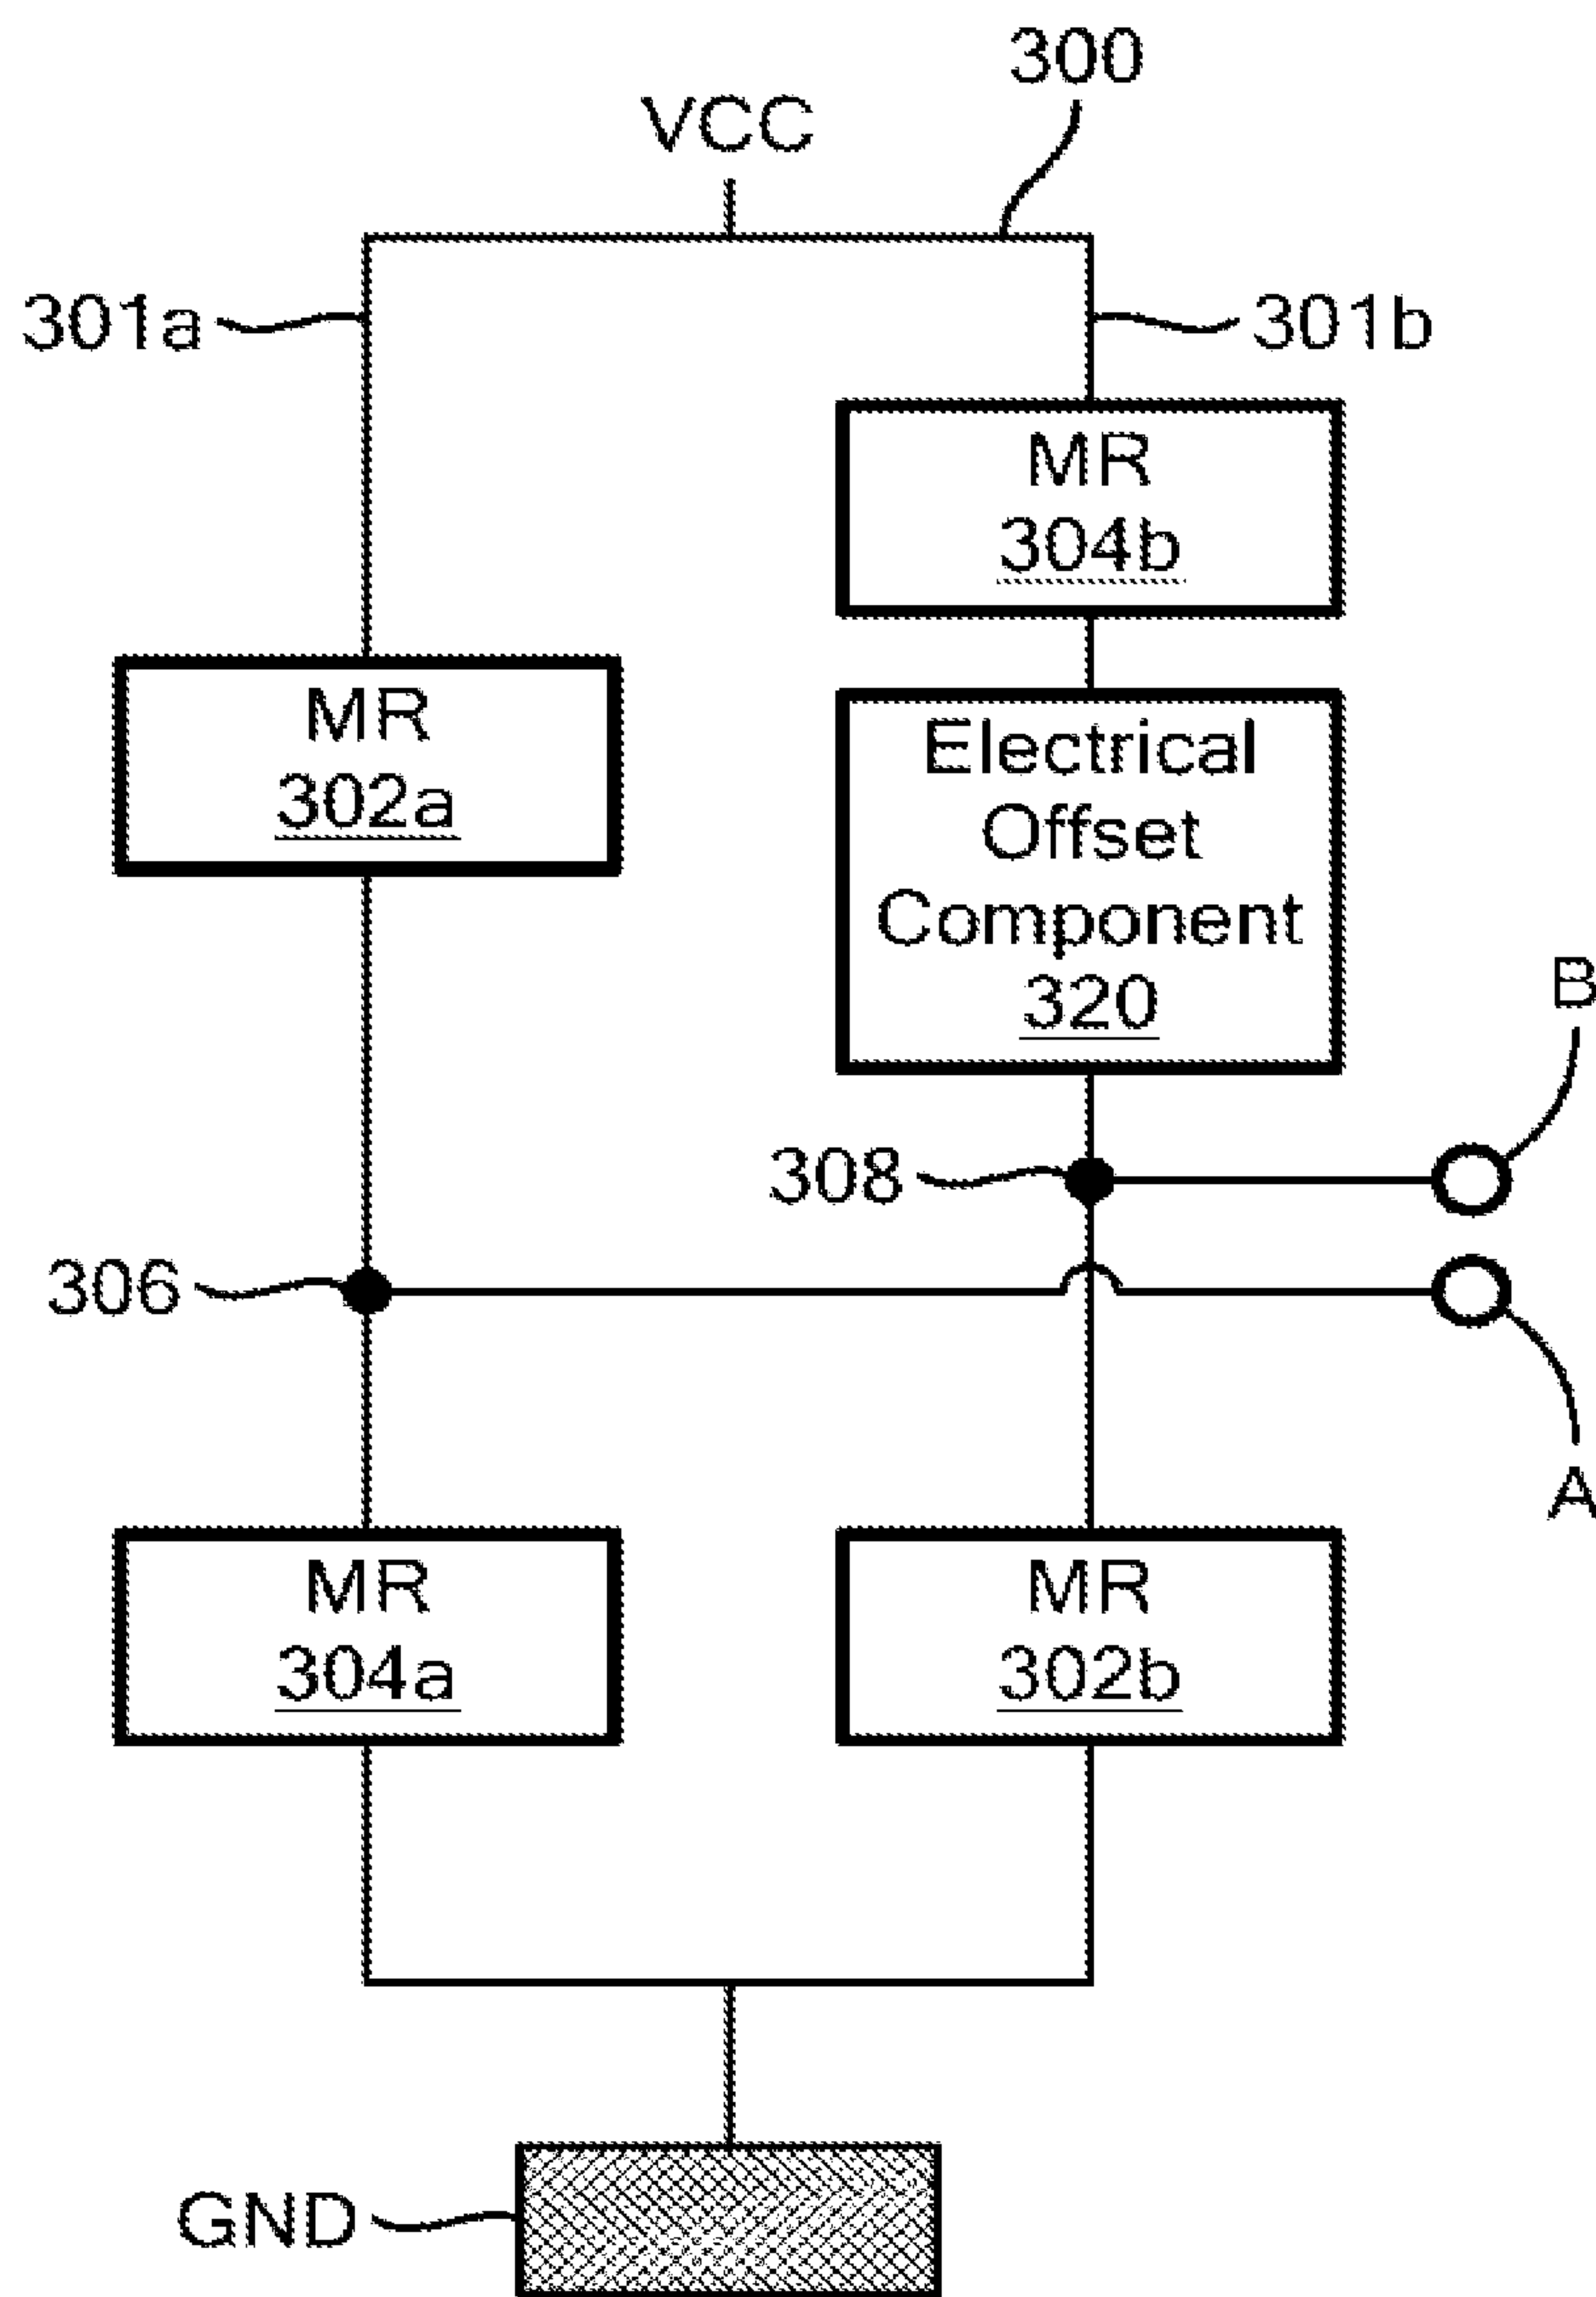 300
VCC
301a
301b
MR
304b
MR
302a
Electrical
Offset
Component
320
B
308
306
A
MR
304a
MR
302b
GND